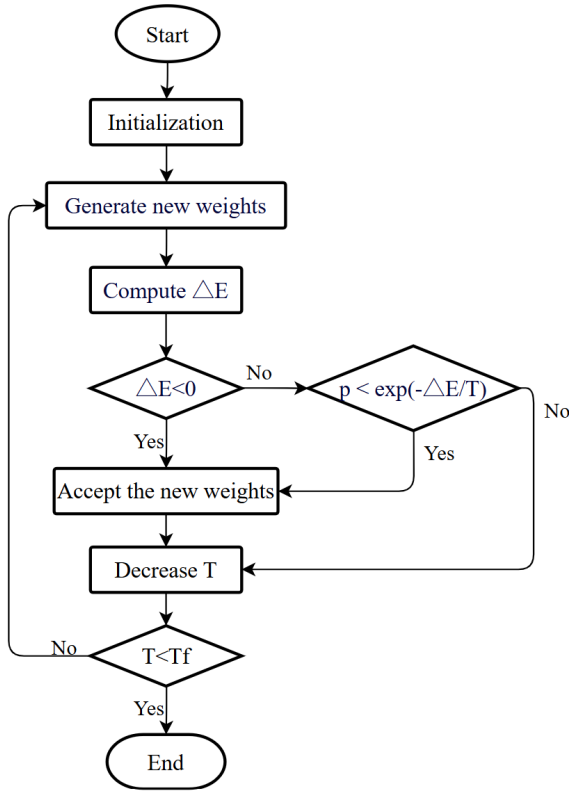 Start
Initialization
Generate new weights
Compute △E
△E<0
No
p < exp(-△E/T)
No
Yes
Yes
Accept the new weights
Decrease T
No
T<Tf
Yes
End